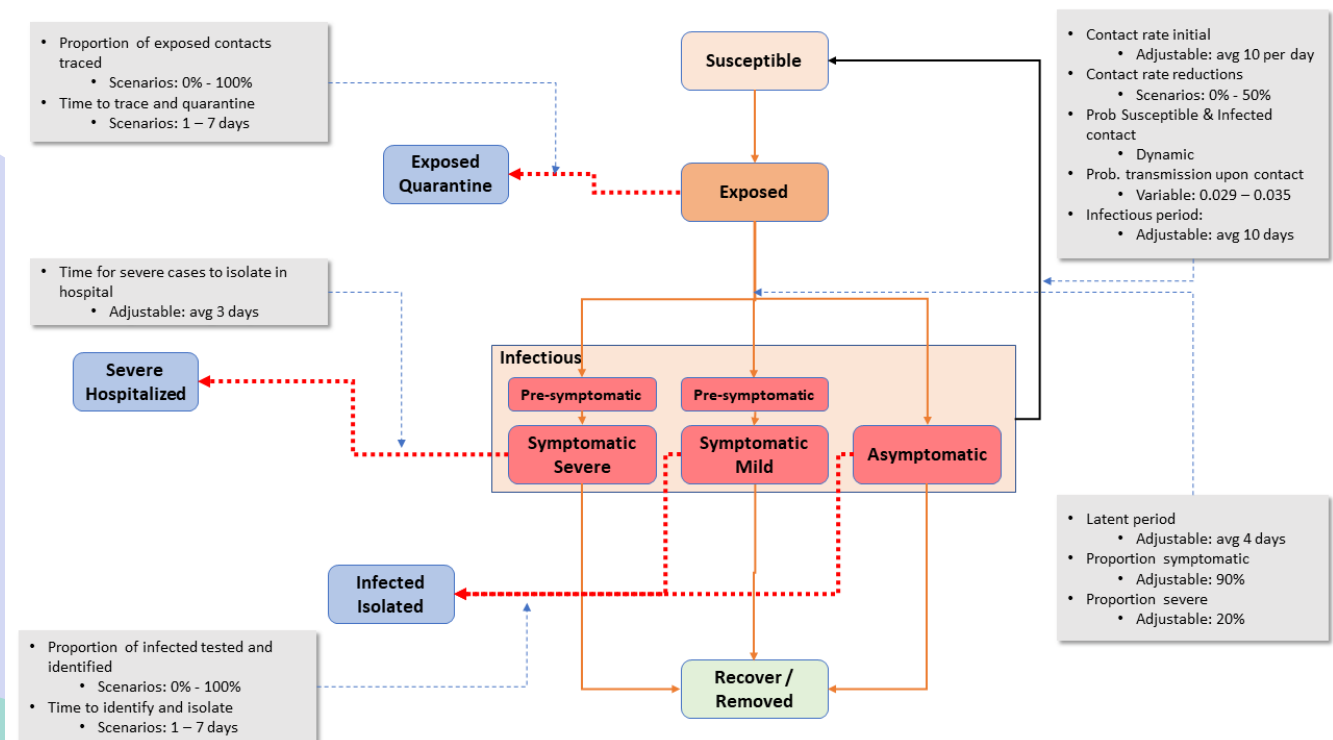 • Proportion of exposed contacts
traced
• Scenarios: 0% - 100%
• Time to trace and quarantine
• Scenarios: 1 – 7 days
Susceptible
• Contact rate initial
• Adjustable: avg 10 per day
• Contact rate reductions
• Scenarios: 0% - 50%
• Prob Susceptible & Infected
contact
• Dynamic
• Prob. transmission upon contact
• Variable: 0.029 – 0.035
• Infectious period:
• Adjustable: avg 10 days
Exposed
Quarantine
Exposed
• Time for severe cases to isolate in
hospital
• Adjustable: avg 3 days
Severe
Hospitalized
Infectious
Pre-symptomatic
Pre-symptomatic
Symptomatic
Severe
Symptomatic
Mild
Asymptomatic
• Latent period
• Adjustable: avg 4 days
• Proportion symptomatic
• Adjustable: 90%
• Proportion severe
• Adjustable: 20%
Infected
Isolated
• Proportion of infected tested and
identified
• Scenarios: 0% - 100%
• Time to identify and isolate
• Scenarios: 1 – 7 days
Recover /
Removed